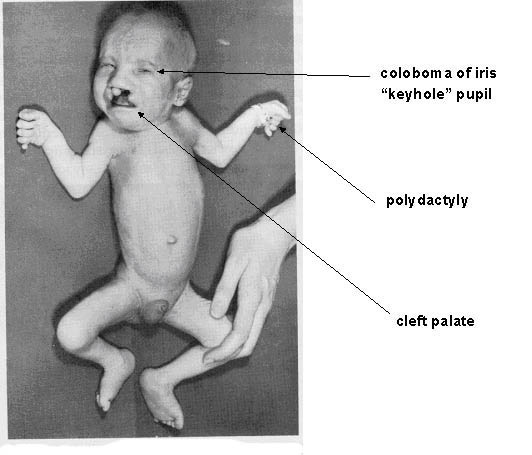 coloboma of iris
“keyhole” pupil
polydactyly
cleft palate